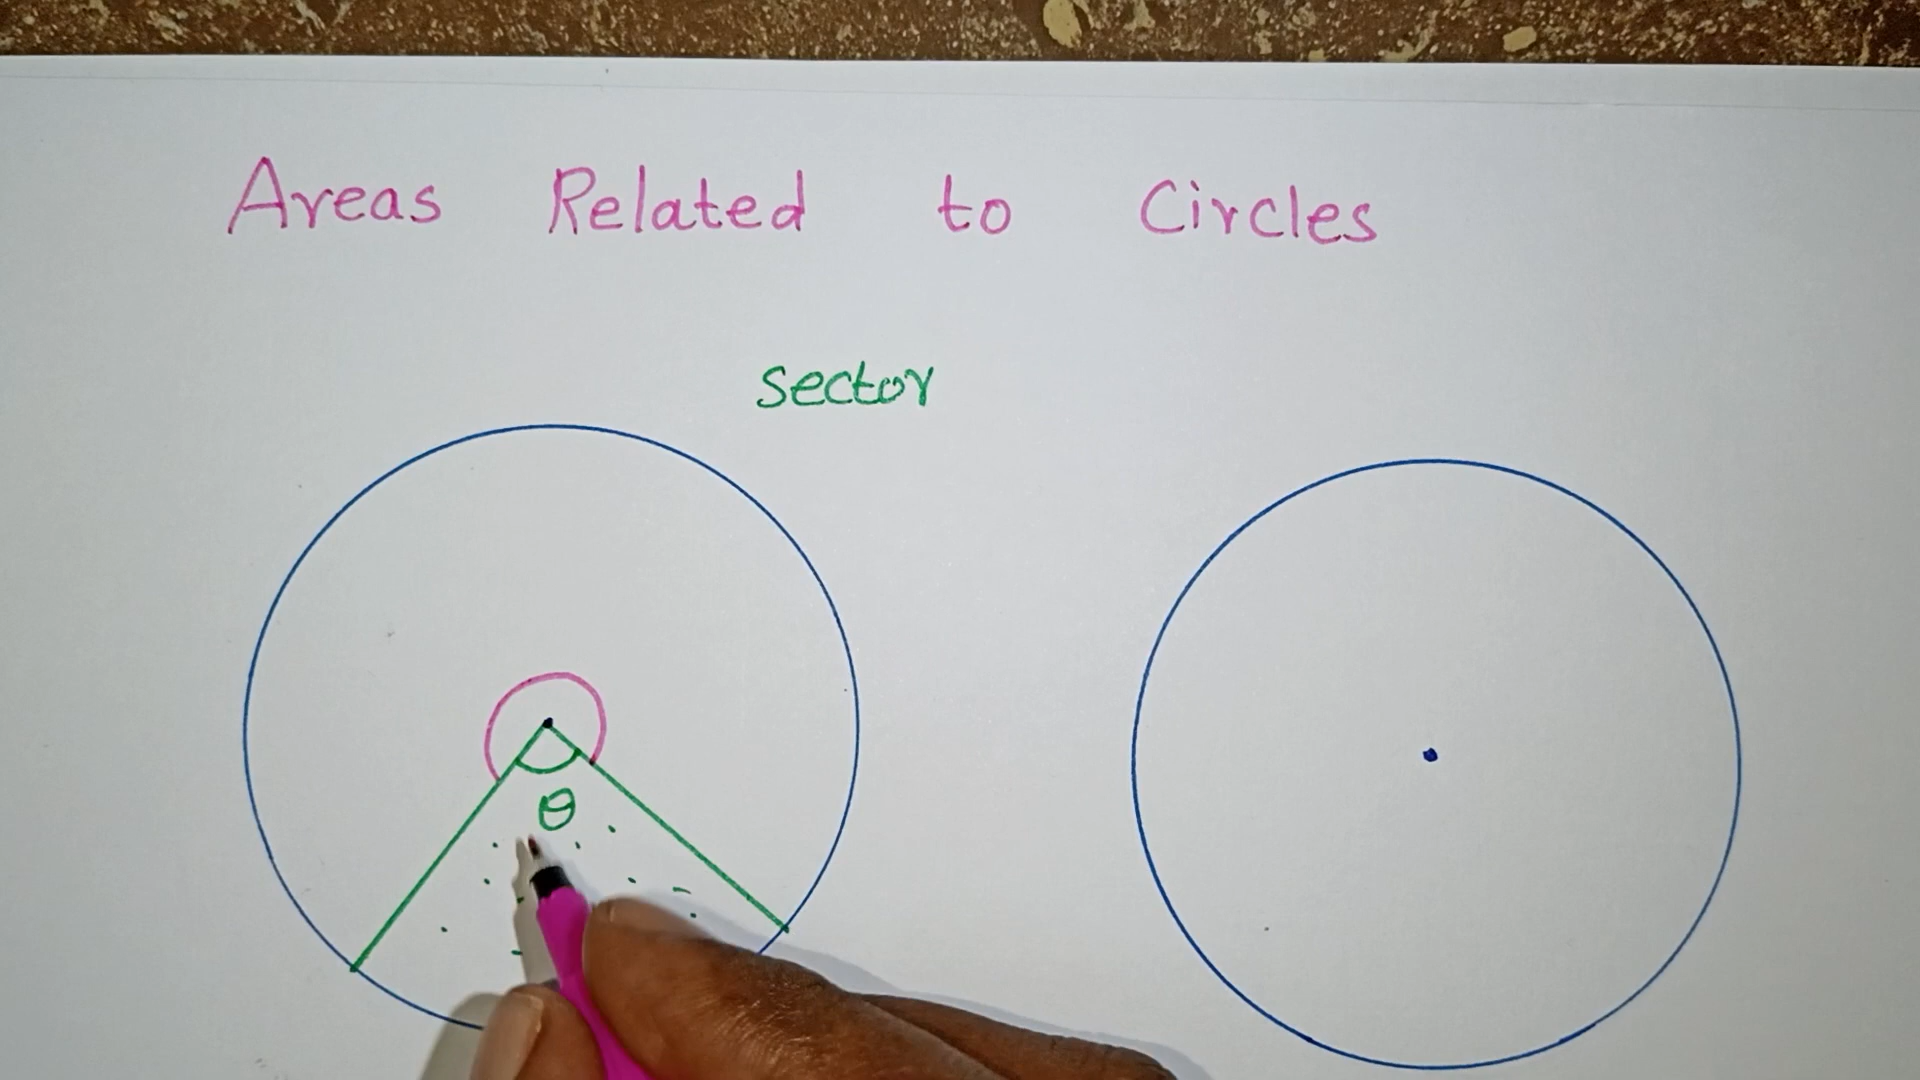 Areas Related to Circles
sector
θ